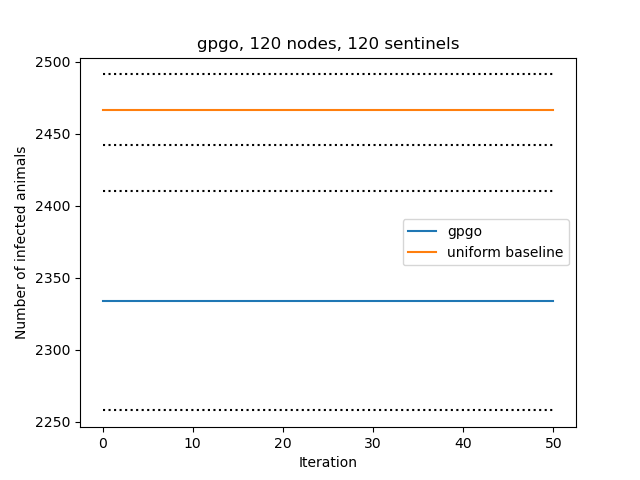 gpgo, 120 nodes, 120 sentinels
2500
2450
2400
2350
2300
2250
Number of infected animals
gpgo
uniform baseline
0 10 20 30 40 50
Iteration